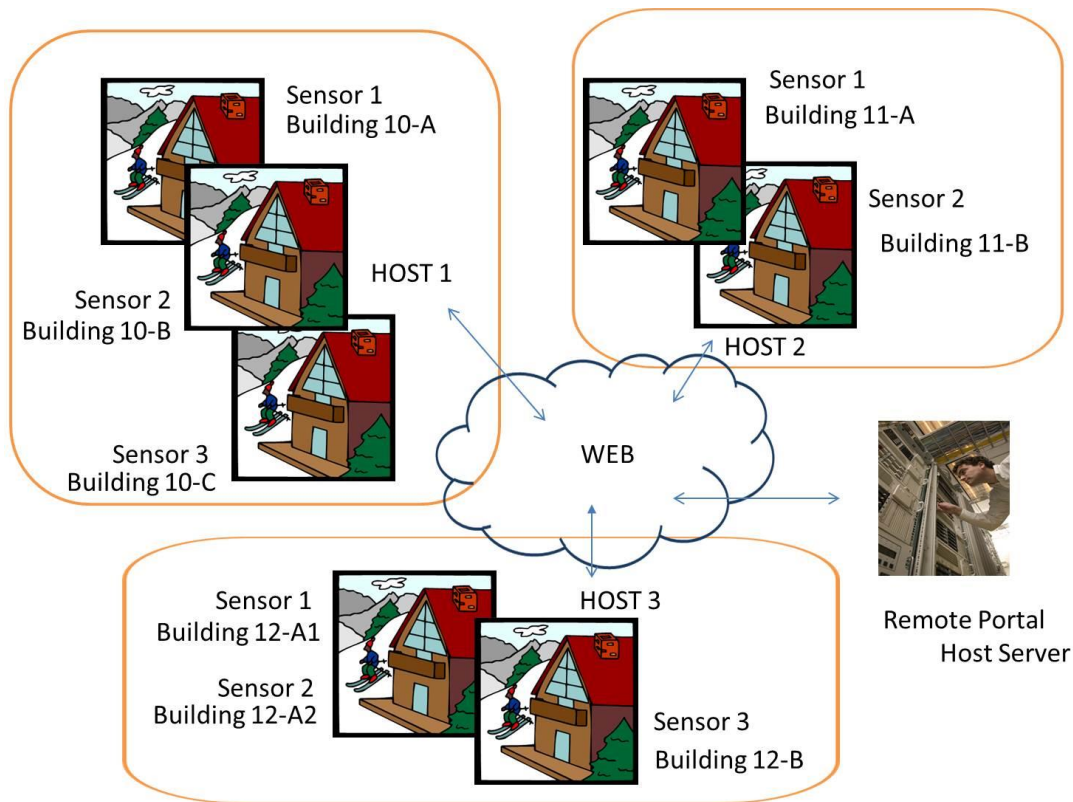 Sensor 1
Building 10-A
Sensor 2
Building 10-B
Sensor 3
Building 10-C
HOST 1
Sensor 1
Building 11-A
Sensor 2
Building 11-B
HOST 2
WEB
Sensor 1
Building 12-A1
Sensor 2
Building 12-A2
HOST 3
Sensor 3
Building 12-B
Remote Portal
Host Server